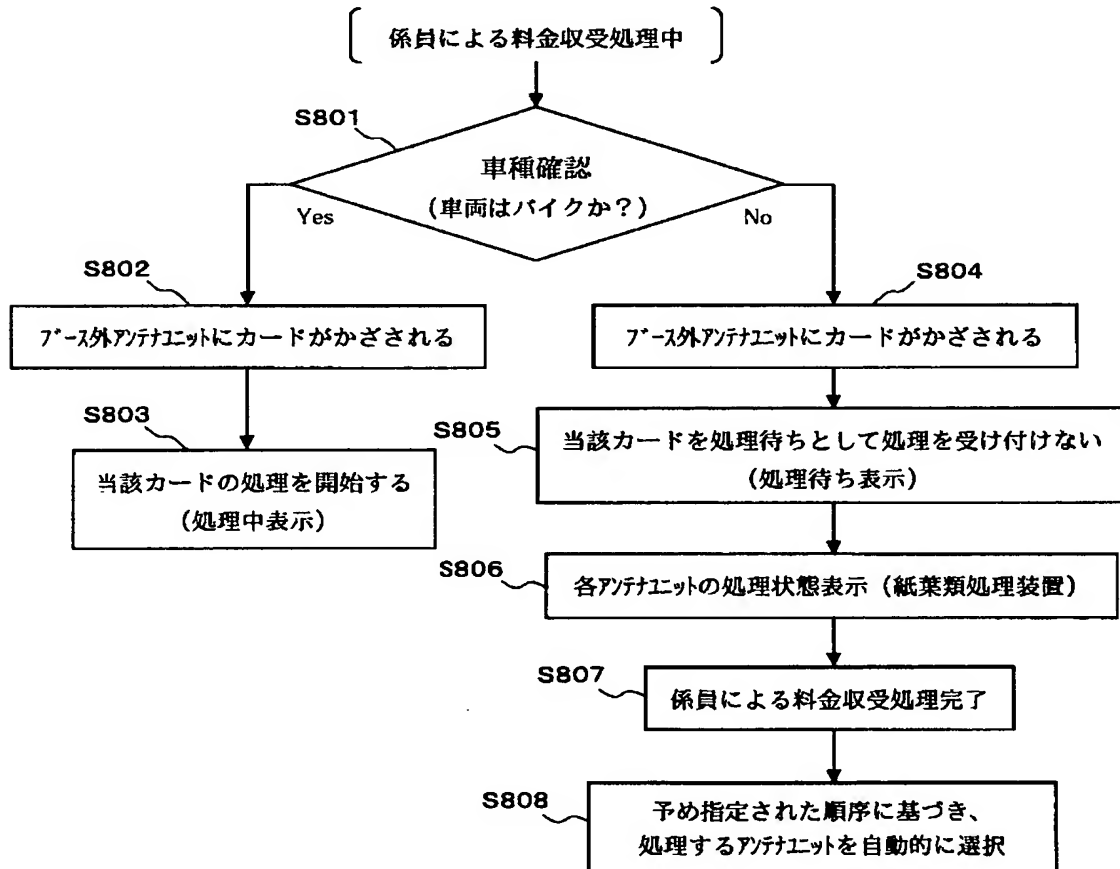 係員による料金収受処理中
S801
車種確認
(車両はバイクか？)
Yes
No
S802
ﾌﾞｰｽ外ｱﾝﾃﾅﾕﾆｯﾄにカードがかざされる
S804
ﾌﾞｰｽ外ｱﾝﾃﾅﾕﾆｯﾄにカードがかざされる
S803
当該カードの処理を開始する
(処理中表示)
S805
当該カードを処理待ちとして処理を受け付けない
(処理待ち表示)
S806
各ｱﾝﾃﾅﾕﾆｯﾄの処理状態表示 (紙葉類処理装置)
S807
係員による料金収受処理完了
S808
予め指定された順序に基づき、
処理するｱﾝﾃﾅﾕﾆｯﾄを自動的に選択